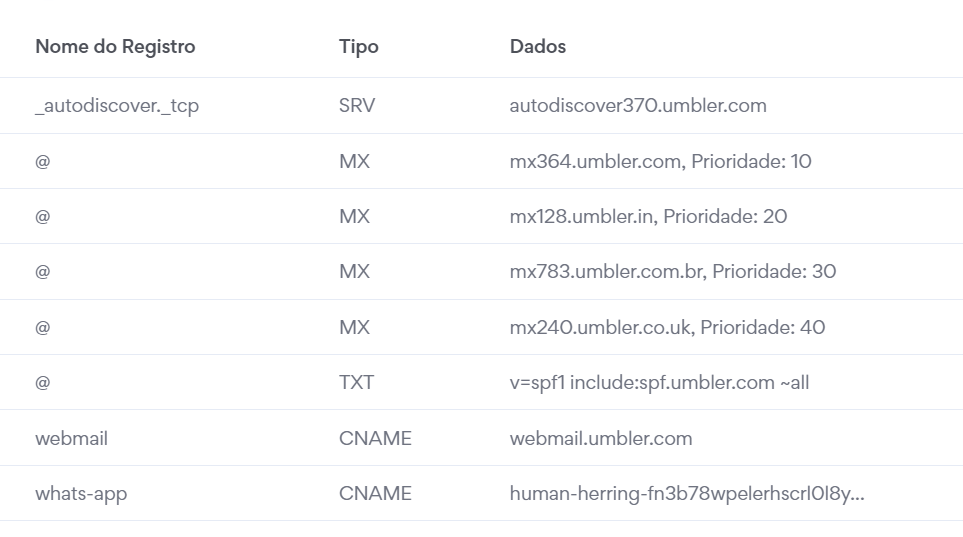 Nome do Registro Tipo Dados
_autodiscover._tcp SRV autodiscover370.umbler.com
@ MX mx364.umbler.com, Prioridade: 10
@ MX mx128.umbler.in, Prioridade: 20
@ MX mx783.umbler.com.br, Prioridade: 30
@ MX mx240.umbler.co.uk, Prioridade: 40
@ TXT v=spf1 include:spf.umbler.com ~all
webmail CNAME webmail.umbler.com
whats-app CNAME human-herring-fn3b78wpelerhscrl0l8y...